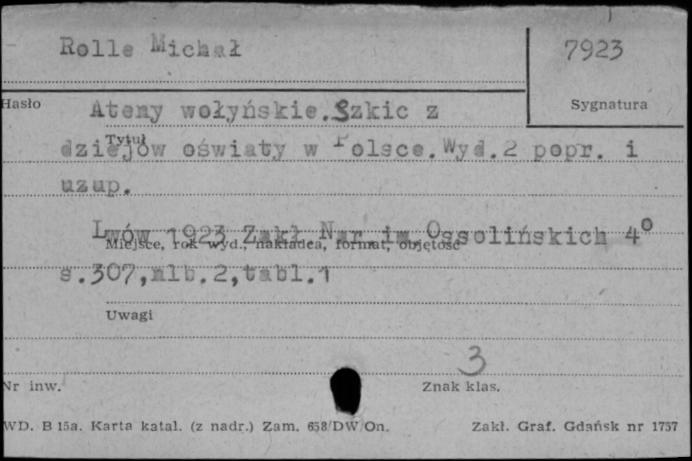 Rolle Michał
7923
Hasło
Sygnatura
Ateny wołyńskie. Szkic z
Tytuł
dziejów oświaty w Polsce. Wyd. 2 popr. i
uzup.
Lwów 1923 Zakł. Nar. im. Ossolińskich 4°
Miejsce, rok wyd., nakładca, format, objętość
s.307, nlb.2, tabl.1
Uwagi
3
Nr inw.
Znak klas.
WD. B 15a. Karta katal. (z nadr.) Zam. 658/DW/On.
Zakł. Graf. Gdańsk nr 1757